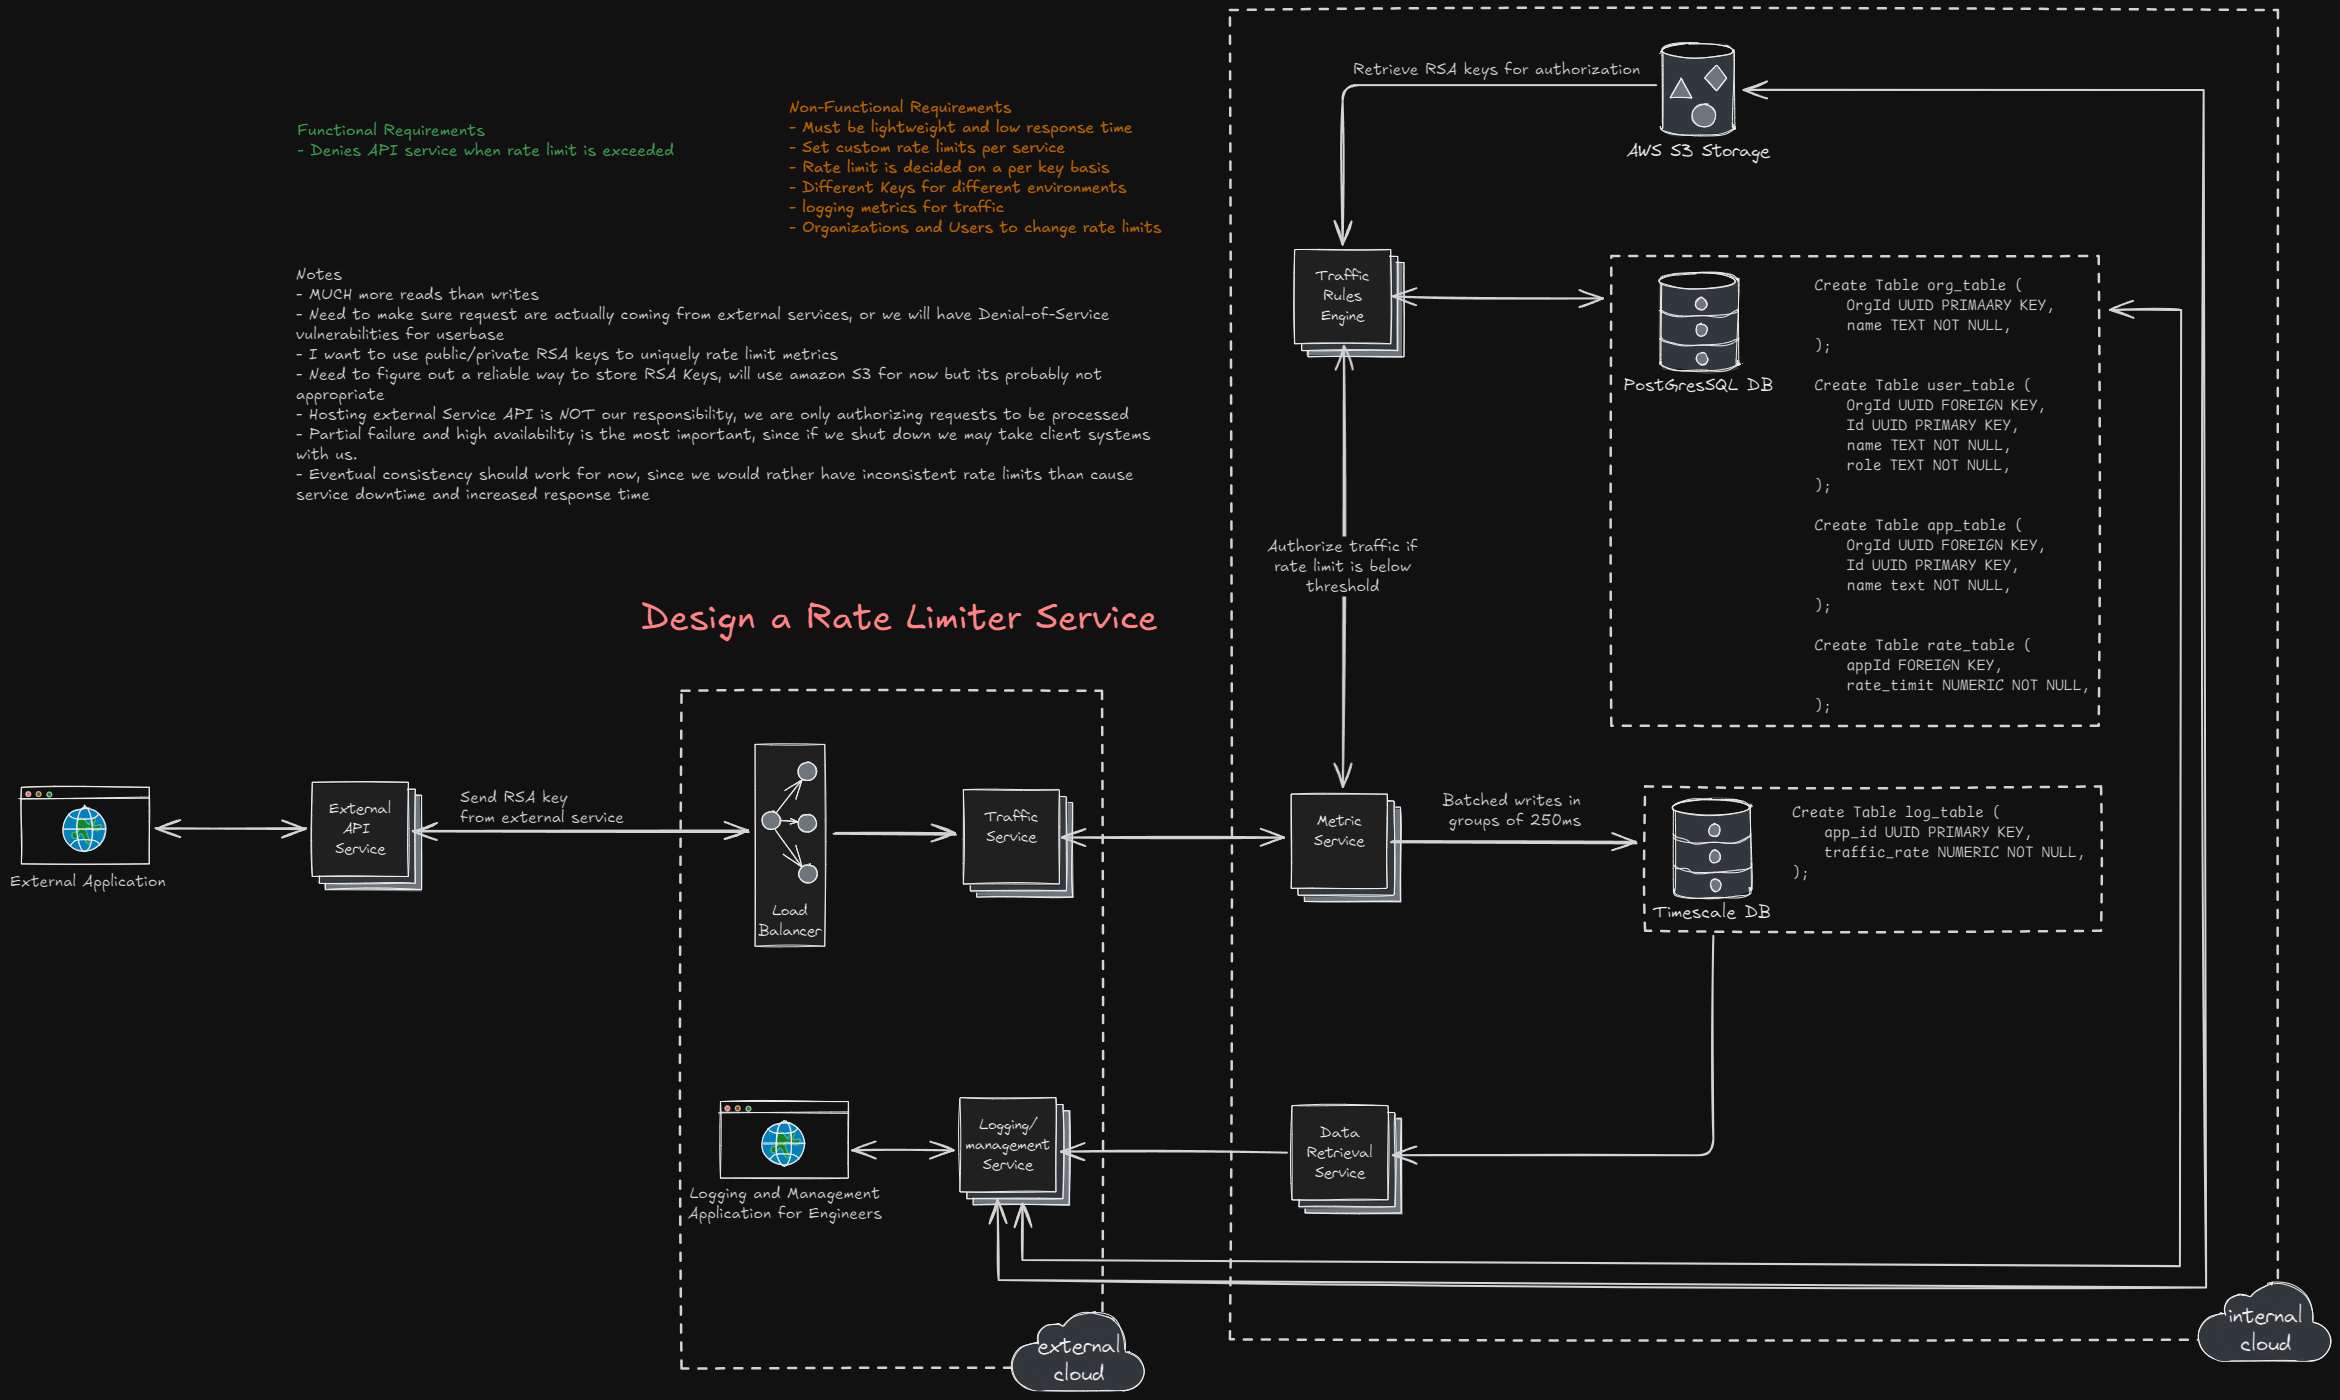 Functional Requirements
- Denies API service when rate limit is exceeded
Non-Functional Requirements
- Must be lightweight and low response time
- Set custom rate limits per service
- Rate limit is decided on a per key basis
- Different Keys for different environments
- logging metrics for traffic
- Organizations and Users to change rate limits
Notes
- MUCH more reads than writes
- Need to make sure request are actually coming from external services, or we will have Denial-of-Service
vulnerabilities for userbase
- I want to use public/private RSA keys to uniquely rate limit metrics
- Need to figure out a reliable way to store RSA Keys, will use amazon S3 for now but its probably not
appropriate
- Hosting external Service API is NOT our responsibility, we are only authorizing requests to be processed
- Partial failure and high availability is the most important, since if we shut down we may take client systems
with us.
- Eventual consistency should work for now, since we would rather have inconsistent rate limits than cause
service downtime and increased response time
Design a Rate Limiter Service
Retrieve RSA keys for authorization
AWS S3 Storage
Traffic
Rules
Engine
PostGresSQL DB
Create Table org_table (
OrgId UUID PRIMAARY KEY,
name TEXT NOT NULL,
);
Create Table user_table (
OrgId UUID FOREIGN KEY,
Id UUID PRIMARY KEY,
name TEXT NOT NULL,
role TEXT NOT NULL,
);
Create Table app_table (
OrgId UUID FOREIGN KEY,
Id UUID PRIMARY KEY,
name text NOT NULL,
);
Create Table rate_table (
appId FOREIGN KEY,
rate_timit NUMERIC NOT NULL,
);
Authorize traffic if
rate limit is below
threshold
External Application
External
API
Service
Send RSA key
from external service
Load
Balancer
Traffic
Service
Metric
Service
Batched writes in
groups of 250ms
Timescale DB
Create Table log_table (
app_id UUID PRIMARY KEY,
traffic_rate NUMERIC NOT NULL,
);
Logging and Management
Application for Engineers
Logging/
management
Service
Data
Retrieval
Service
external
cloud
internal
cloud